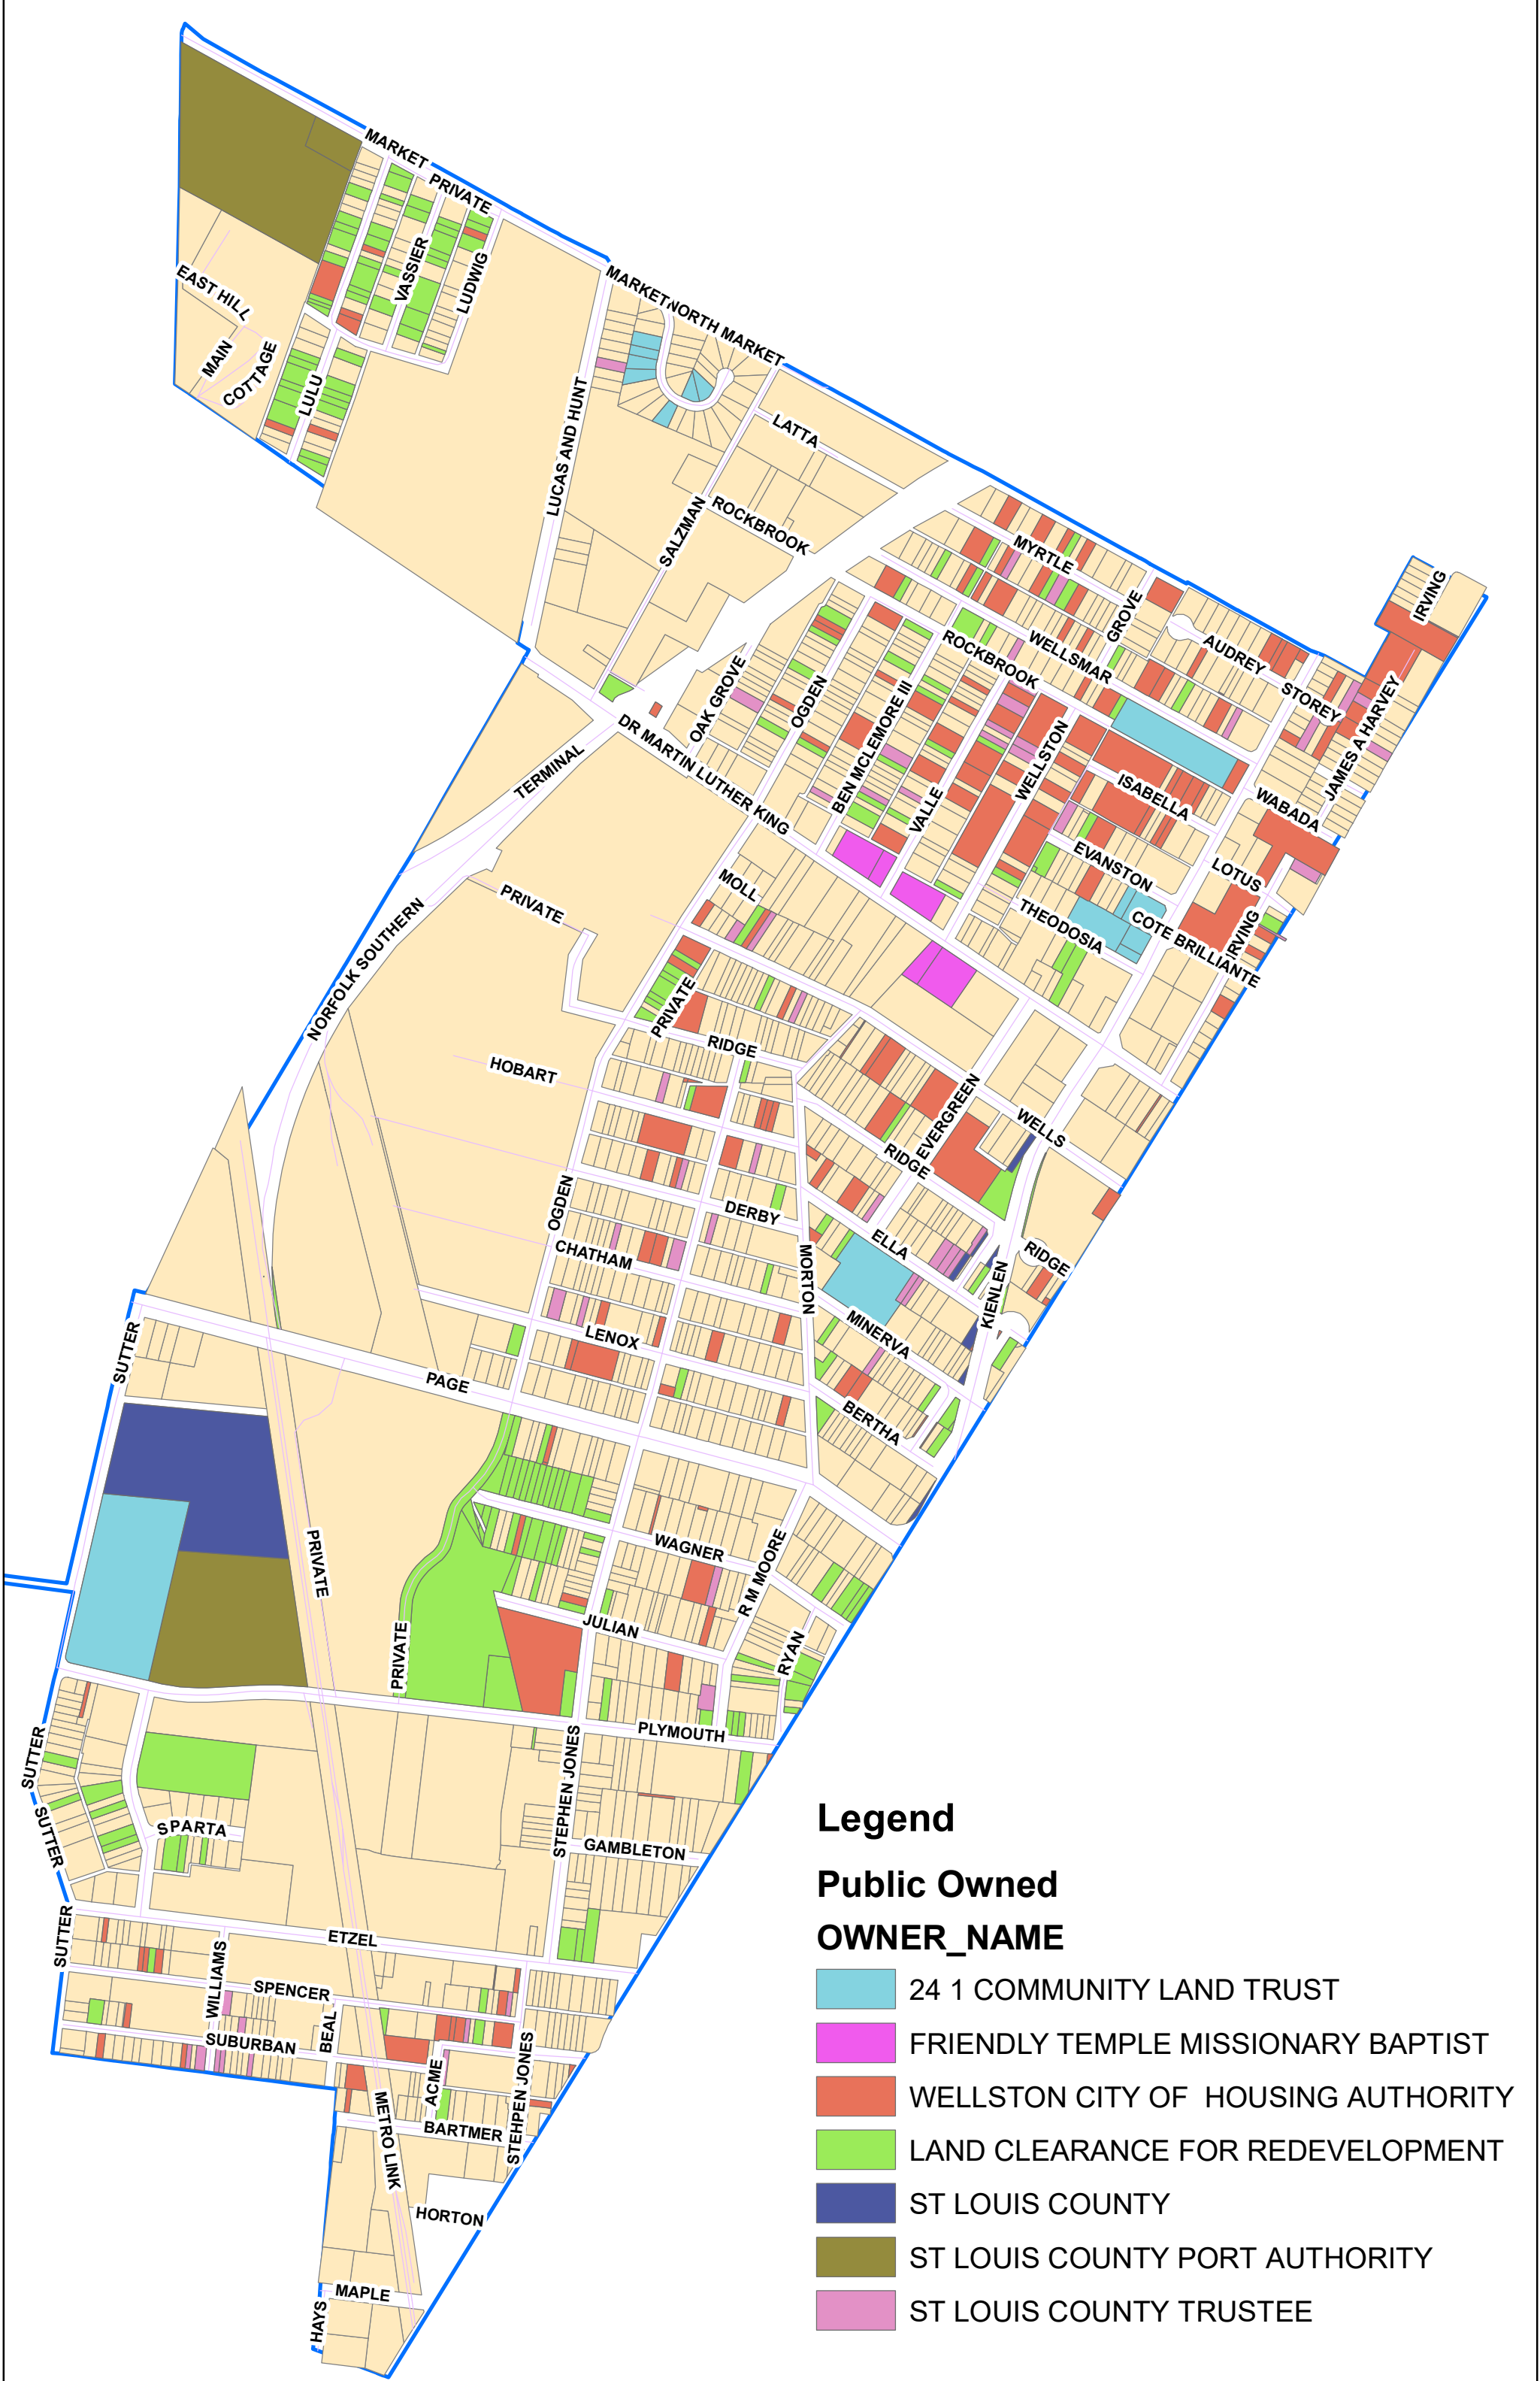 MARKET
PRIVATE
VASSIER
LUDWIG
EAST HILL
MAIN
COTTAGE
LULU
MARKET
NORTH MARKET
LUCAS AND HUNT
LATTA
SALZMAN
ROCKBROOK
MYRTLE
GROVE
IRVING
AUDREY
STOREY
ROCKBROOK
WELLSMAR
OAK GROVE
OGDEN
BEN MCLEMORE III
JAMES A HARVEY
DR MARTIN LUTHER KING
TERMINAL
VALLE
WELLSTON
ISABELLA
WABADA
EVANSTON
LOTUS
MOLL
PRIVATE
THEODOSIA
COTE BRILLIANTE
IRVING
NORFOLK SOUTHERN
PRIVATE
RIDGE
HOBART
EVERGREEN
WELLS
RIDGE
OGDEN
DERBY
CHATHAM
ELLA
RIDGE
MORTON
KIENLEN
MINERVA
LENOX
SUTTER
PAGE
BERTHA
PRIVATE
WAGNER
R M MOORE
JULIAN
RYAN
PRIVATE
PLYMOUTH
SUTTER
SUTTER
STEPHEN JONES
SPARTA
GAMBLETON
SUTTER
ETZEL
WILLIAMS
SPENCER
BEAL
SUBURBAN
ACME
STEHPEN JONES
METRO LINK
BARTMER
HORTON
MAPLE
HAYS
Legend
Public Owned
OWNER_NAME
24 1 COMMUNITY LAND TRUST
FRIENDLY TEMPLE MISSIONARY BAPTIST
WELLSTON CITY OF  HOUSING AUTHORITY
LAND CLEARANCE FOR REDEVELOPMENT
ST LOUIS COUNTY
ST LOUIS COUNTY PORT AUTHORITY
ST LOUIS COUNTY TRUSTEE